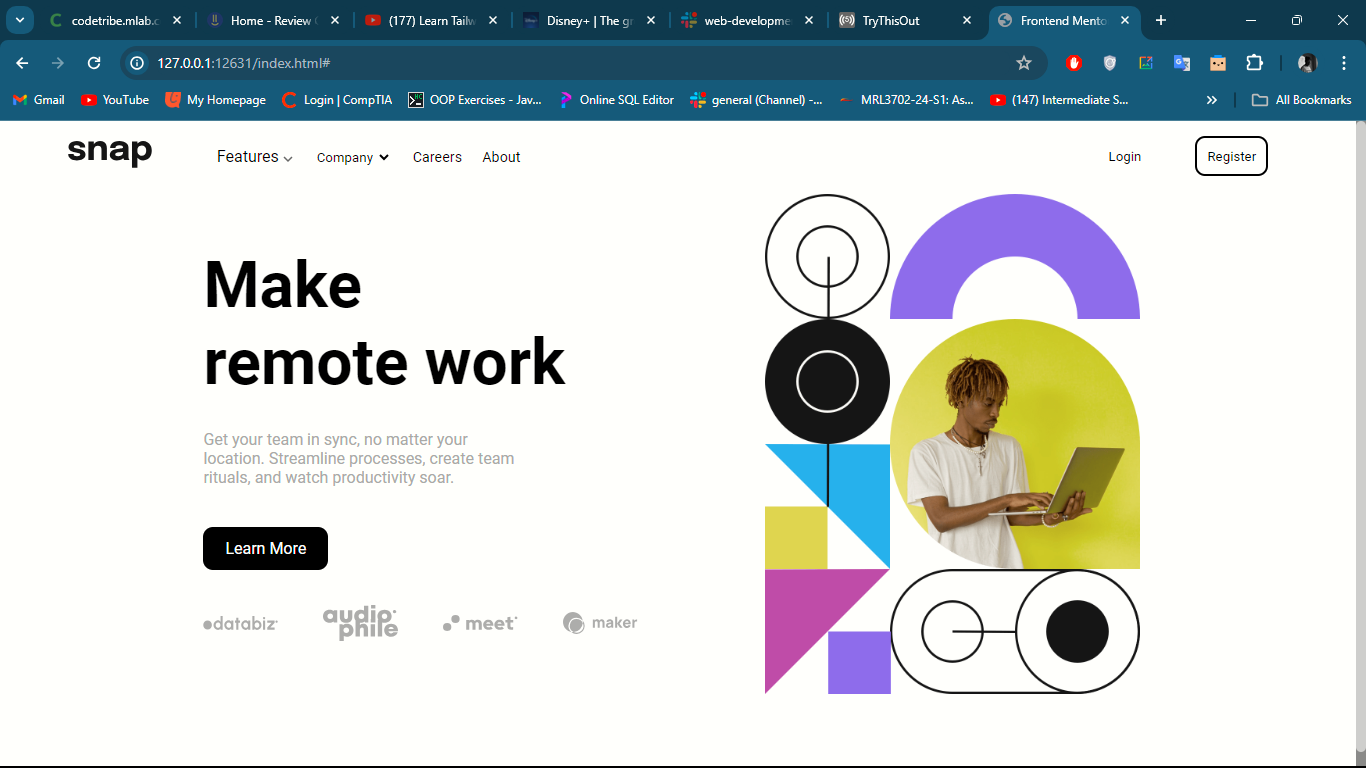 codetribe.mlab.c
Home - Review
(177) Learn Tailw
Disney+ | The gr
web-developme
TryThisOut
Frontend Mento
127.0.0.1:12631/index.html#
Gmail
YouTube
My Homepage
Login | CompTIA
OOP Exercises - Jav...
Online SQL Editor
general (Channel) -...
MRL3702-24-S1: As...
(147) Intermediate S...
»
All Bookmarks
snap
Features
Company
Careers
About
Login
Register
Make
remote work
Get your team in sync, no matter your
location. Streamline processes, create team
rituals, and watch productivity soar.
Learn More
databiz
audio
phile
meet
maker